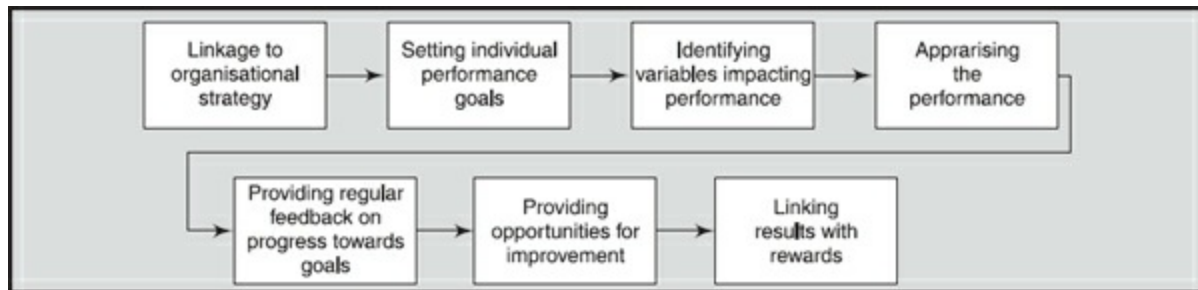 Linkage to
organisational
strategy
Setting individual
performance
goals
Identifying
variables impacting
performance
Apprarising
the
performance
Providing regular
feedback on
progress towards
goals
Providing
opportunities for
improvement
Linking
results with
rewards